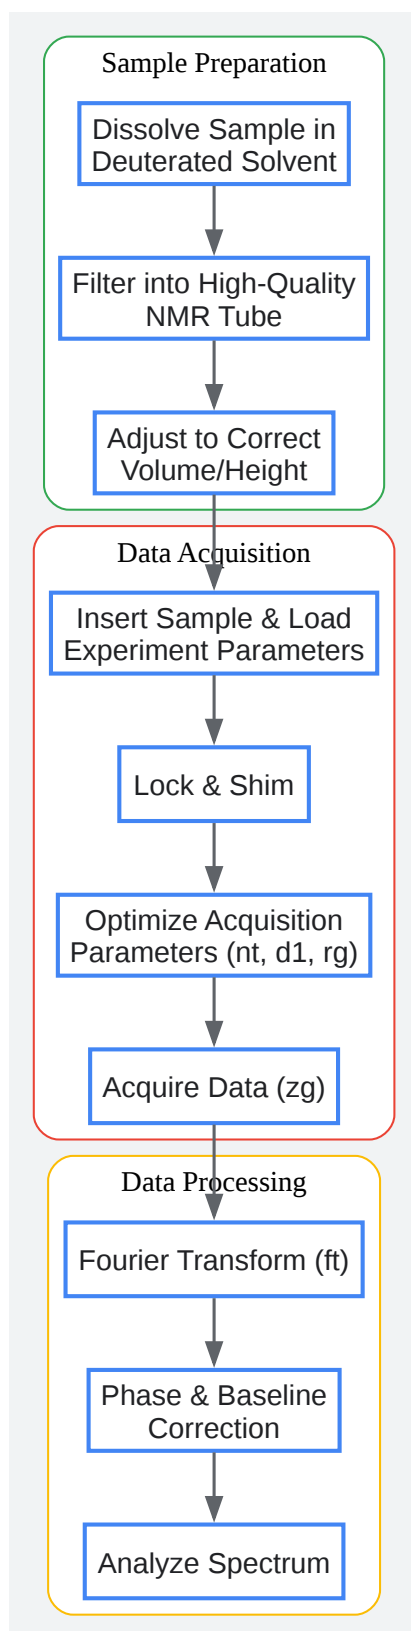 Sample Preparation
Dissolve Sample in
Deuterated Solvent
Filter into High-Quality
NMR Tube
Adjust to Correct
Volume/Height
Data Acquisition
Insert Sample & Load
Experiment Parameters
Lock & Shim
Optimize Acquisition
Parameters (nt, d1, rg)
Acquire Data (zg)
Data Processing
Fourier Transform (ft)
Phase & Baseline
Correction
Analyze Spectrum